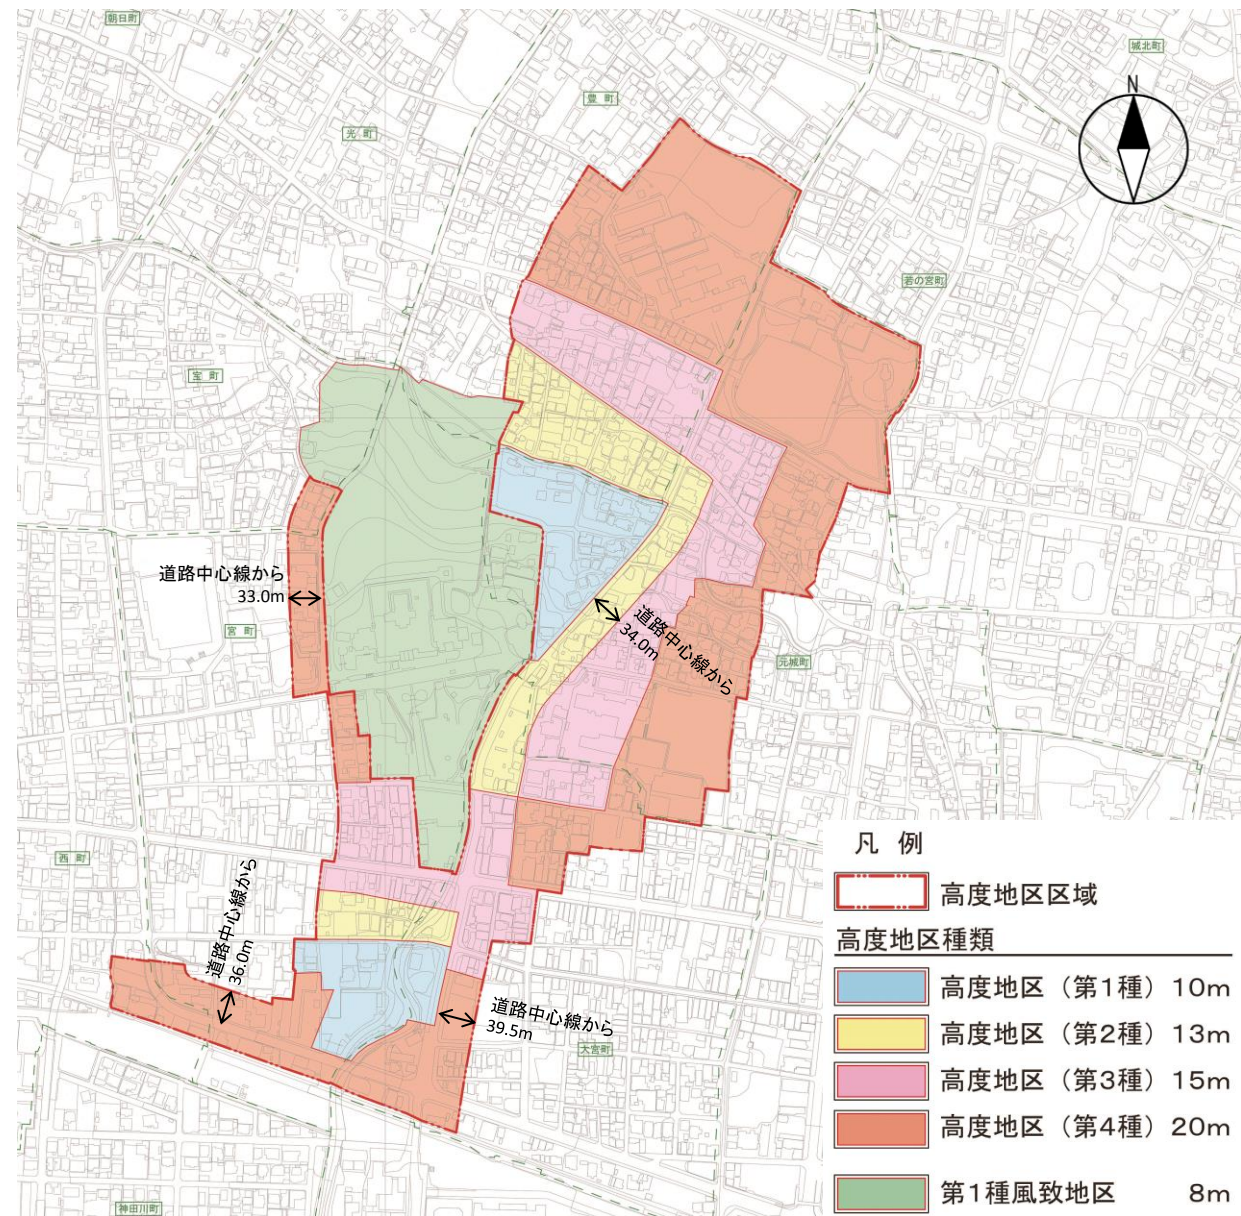 朝日町
城北町
N
豊町
光町
若の宮町
宝町
道路中心線から
33.0m
道路中心線から
34.0m
宮町
元城町
西町
道路中心線から
36.0m
道路中心線から
39.5m
大宮町
神田川町
凡 例
高度地区区域
高度地区種類
高度地区（第1種）10m
高度地区（第2種）13m
高度地区（第3種）15m
高度地区（第4種）20m
第1種風致地区 8m